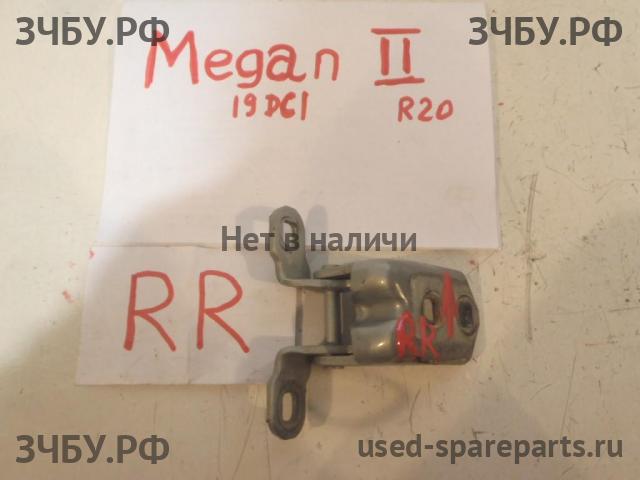 ЗЧБУ.РФ
ЗЧБУ.РФ
Megan II
19 DCI R20
Нет в наличи
RR
RR
ЗЧБУ.РФ
used-spareparts.ru